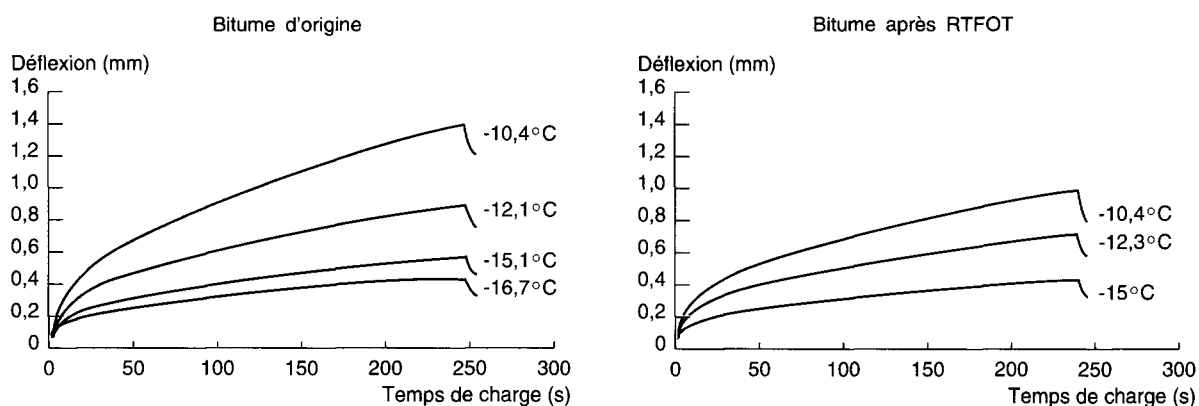 Bitume d'origine
Déflexion (mm)
1,6
1,4
1,2
1,0
0,8
0,6
0,4
0,2
0
-10,4°C
-12,1°C
-15,1°C
-16,7°C
0 50 100 150 200 250 300
Temps de charge (s)
Bitume après RTFOT
Déflexion (mm)
1,6
1,4
1,2
1,0
0,8
0,6
0,4
0,2
0
-10,4°C
-12,3°C
-15°C
0 50 100 150 200 250 300
Temps de charge (s)